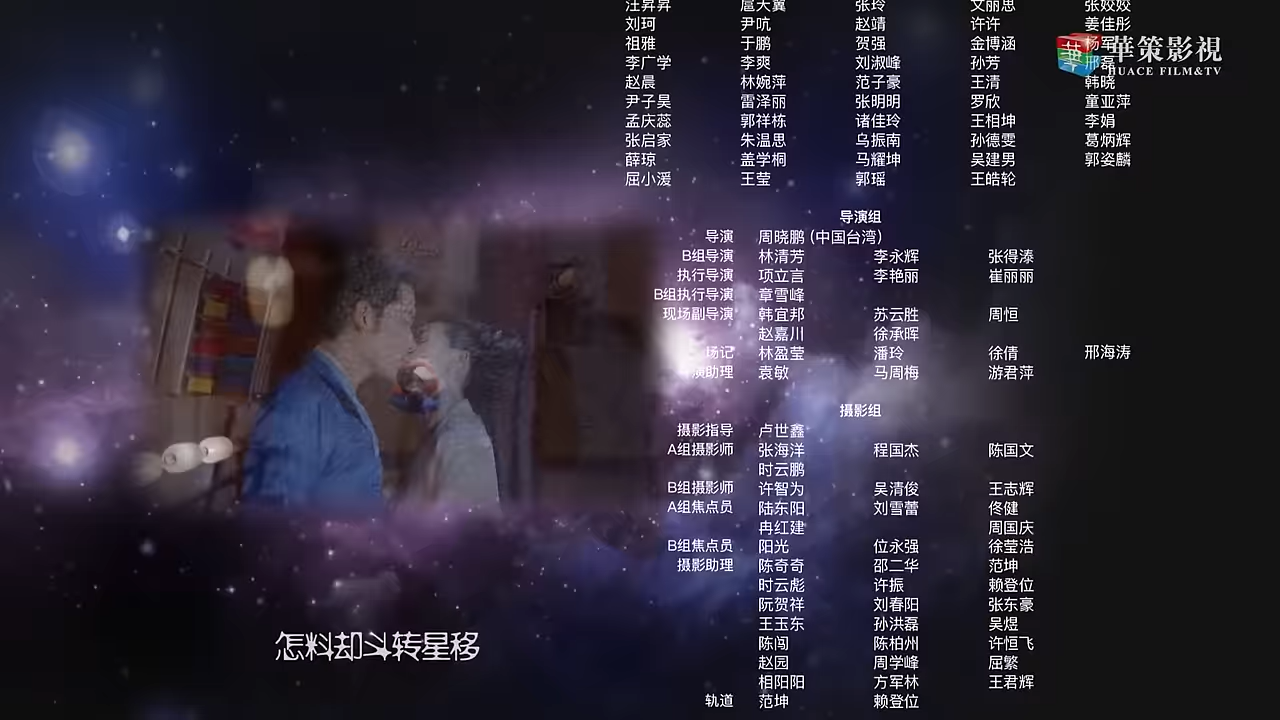 汪昇昇 扈天翼 张玲 文丽思 张姣姣
刘珂 尹吭 赵靖 许许 姜佳彤
祖雅 于鹏 贺强 金博涵 杨军
李广学 李爽 刘淑峰 孙芳 邢磊
赵晨 林婉萍 范子豪 王清 韩晓
尹子昊 雷泽丽 张明明 罗欣 童亚萍
孟庆蕊 郭祥栋 诸佳玲 王相坤 李娟
张启家 朱温思 乌振南 孙德雯 葛炳辉
薛琼 盖学桐 马耀坤 吴建男 郭姿麟
屈小湲 王莹 郭瑶 王皓轮
華策影視
HUACE FILM&TV
导演组
导演 周晓鹏 (中国台湾)
B组导演 林清芳 李永辉 张得溱
执行导演 项立言 李艳丽 崔丽丽
B组执行导演 章雪峰
现场副导演 韩宜邦 苏云胜 周恒
赵嘉川 徐承晖
场记 林盈莹 潘玲 徐倩 邢海涛
演助理 袁敏 马周梅 游君萍
摄影组
摄影指导 卢世鑫
A组摄影师 张海洋 程国杰 陈国文
时云鹏
B组摄影师 许智为 吴清俊 王志辉
A组焦点员 陆东阳 刘雪蕾 佟健
冉红建 周国庆
B组焦点员 阳光 位永强 徐莹浩
摄影助理 陈奇奇 邵二华 范坤
时云彪 许振 赖登位
阮贺祥 刘春阳 张东豪
王玉东 孙洪磊 吴煜
陈闯 陈柏州 许恒飞
赵园 周学峰 屈繁
相阳阳 方军林 王君辉
轨道 范坤 赖登位
怎料却斗转星移